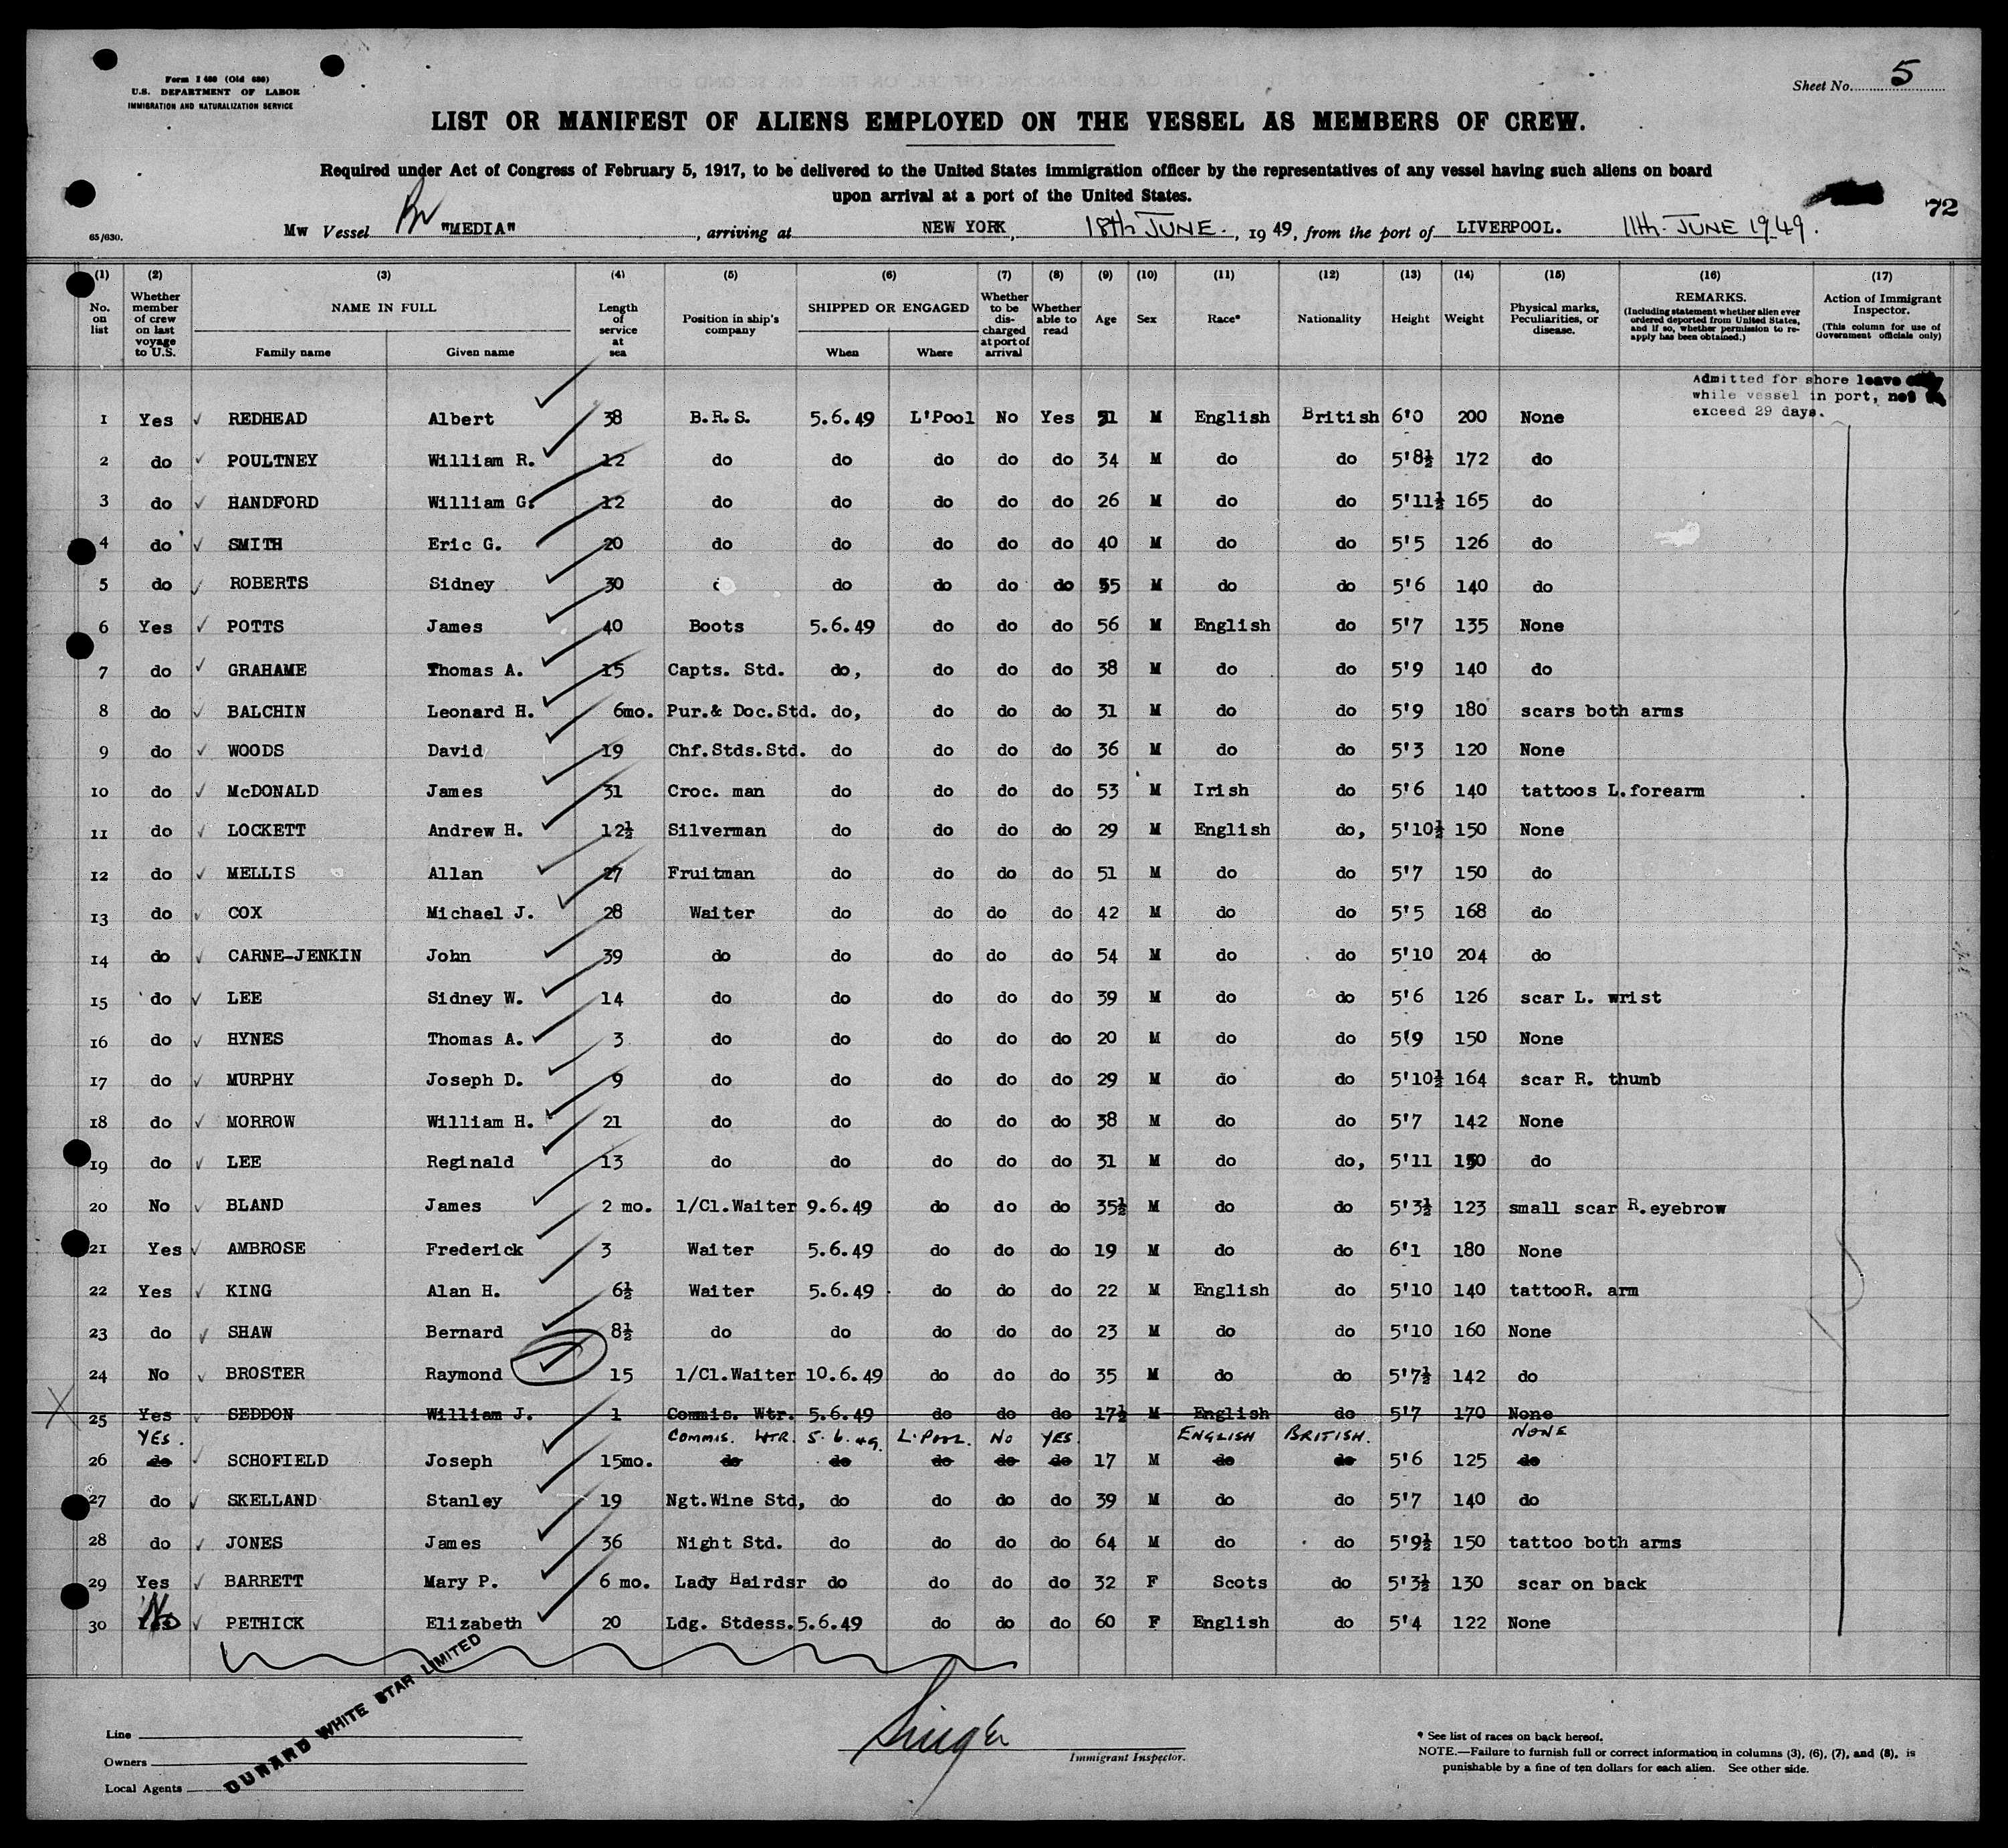 Form I 480 (Old 680)
U.S. DEPARTMENT OF LABOR
IMMIGRATION AND NATURALIZATION SERVICE
Sheet No. 5
LIST OR MANIFEST OF ALIENS EMPLOYED ON THE VESSEL AS MEMBERS OF CREW.
Required under Act of Congress of February 5, 1917, to be delivered to the United States immigration officer by the representatives of any vessel having such aliens on board
upon arrival at a port of the United States.
72
65/630. Mw Vessel Br "MEDIA", arriving at NEW YORK, 18th JUNE., 1949, from the port of LIVERPOOL. 11th. JUNE 1949.
(1) (2) (3) (4) (5) (6) (7) (8) (9) (10) (11) (12) (13) (14) (15) (16) (17)
No. on list Whether member of crew on last voyage to U.S. NAME IN FULL Family name Given name Length of service at sea Position in ship's company SHIPPED OR ENGAGED When Where Whether to be discharged at port of arrival Whether able to read Age Sex Race* Nationality Height Weight Physical marks, Peculiarities, or disease. REMARKS. (Including statement whether alien ever ordered deported from United States, and if so, whether permission to reapply has been obtained.) Action of Immigrant Inspector. (This column for use of Government officials only)
Admitted for shore leave only
while vessel in port, not to
exceed 29 days.
1 Yes REDHEAD Albert 38 B.R.S. 5.6.49 L'Pool No Yes 51 M English British 6'0 200 None
2 do POULTNEY William R. 12 do do do do do 34 M do do 5'8½ 172 do
3 do HANDFORD William G. 12 do do do do do 26 M do do 5'11½ 165 do
4 do SMITH Eric G. 20 do do do do do 40 M do do 5'5 126 do
5 do ROBERTS Sidney 30 do do do do 55 M do do 5'6 140 do
6 Yes POTTS James 40 Boots 5.6.49 do do do 56 M English do 5'7 135 None
7 do GRAHAME Thomas A. 15 Capts. Std. do, do do do 38 M do do 5'9 140 do
8 do BALCHIN Leonard H. 6mo. Pur.& Doc.Std. do, do do do 31 M do do 5'9 180 scars both arms
9 do WOODS David 19 Chf.Stds.Std. do do do do 36 M do do 5'3 120 None
10 do McDONALD James 31 Croc. man do do do do 53 M Irish do 5'6 140 tattoos L.forearm
11 do LOCKETT Andrew H. 12½ Silverman do do do do 29 M English do, 5'10½ 150 None
12 do MELLIS Allan 27 Fruitman do do do do 51 M do do 5'7 150 do
13 do COX Michael J. 28 Waiter do do do do 42 M do do 5'5 168 do
14 do CARNE-JENKIN John 39 do do do do do 54 M do do 5'10 204 do
15 do LEE Sidney W. 14 do do do do do 39 M do do 5'6 126 scar L. wrist
16 do HYNES Thomas A. 3 do do do do do 20 M do do 5'9 150 None
17 do MURPHY Joseph D. 9 do do do do do 29 M do do 5'10½ 164 scar R. thumb
18 do MORROW William H. 21 do do do do do 38 M do do 5'7 142 None
19 do LEE Reginald 13 do do do do do 31 M do do, 5'11 150 do
20 No BLAND James 2 mo. 1/Cl.Waiter 9.6.49 do do do 35½ M do do 5'3½ 123 small scar R.eyebrow
21 Yes AMBROSE Frederick 3 Waiter 5.6.49 do do do 19 M do do 6'1 180 None
22 Yes KING Alan H. 6½ Waiter 5.6.49 do do do 22 M English do 5'10 140 tattooR. arm
23 do SHAW Bernard 8½ do do do do do 23 M do do 5'10 160 None
24 No BROSTER Raymond 15 1/Cl.Waiter 10.6.49 do do do 35 M do do 5'7½ 142 do
25 Yes SEDDON William J. 1 Commis. Wtr. 5.6.49 do do do 17½ M English do 5'7 170 None
YES. COMMIS. WTR. 5.6.49. L.POOL. NO YES. ENGLISH BRITISH. NONE
26 do SCHOFIELD Joseph 15mo. do do do do do 17 M do do 5'6 125 do
27 do SKELLAND Stanley 19 Ngt.Wine Std, do do do do 39 M do do 5'7 140 do
28 do JONES James 36 Night Std. do do do do 64 M do do 5'9½ 150 tattoo both arms
29 Yes BARRETT Mary P. 6 mo. Lady Hairdsr do do do do 32 F Scots do 5'3½ 130 scar on back
30 No PETHICK Elizabeth 20 Ldg. Stdess. 5.6.49 do do do 60 F English do 5'4 122 None
Line
Owners
Local Agents
CUNARD WHITE STAR LIMITED
Immigrant Inspector.
* See list of races on back hereof.
NOTE.—Failure to furnish full or correct information in columns (3), (6), (7), and (8), is
punishable by a fine of ten dollars for each alien. See other side.